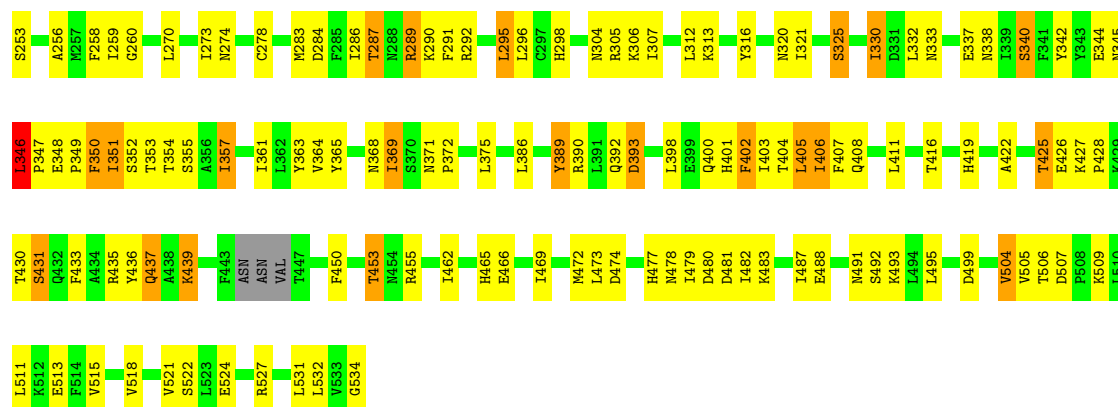 S253 A256 M257 F258 I259 G260 L270 I273 N274 C278 M283 D284 F285 I286 T287 N288 R289 K290 F291 R292 L295 L296 C297 H298 N304 R305 K306 I307 L312 K313 Y316 N320 I321 S325 I330 D331 L332 N333 E337 N338 I339 S340 F341 Y342 Y343 E344 N345
L346 P347 E348 P349 F350 I351 S352 T353 T354 S355 A356 I357 I361 L362 Y363 V364 Y365 N368 I369 S370 N371 P372 L375 L386 Y389 R390 L391 Q392 D393 L398 E399 Q400 H401 F402 I403 T404 L405 I406 F407 Q408 L411 T416 H419 A422 T425 E426 K427 P428 K429
T430 S431 Q432 F433 A434 R435 Y436 Q437 A438 K439 F443 ASN ASN VAL T447 F450 T453 N454 R455 I462 H465 E466 I469 M472 L473 D474 H477 N478 I479 D480 D481 I482 K483 I487 E488 N491 S492 K493 L494 L495 D499 V504 V505 T506 D507 P508 K509 L510
L511 K512 E513 F514 V515 V518 V521 S522 L523 E524 R527 L531 L532 V533 G534